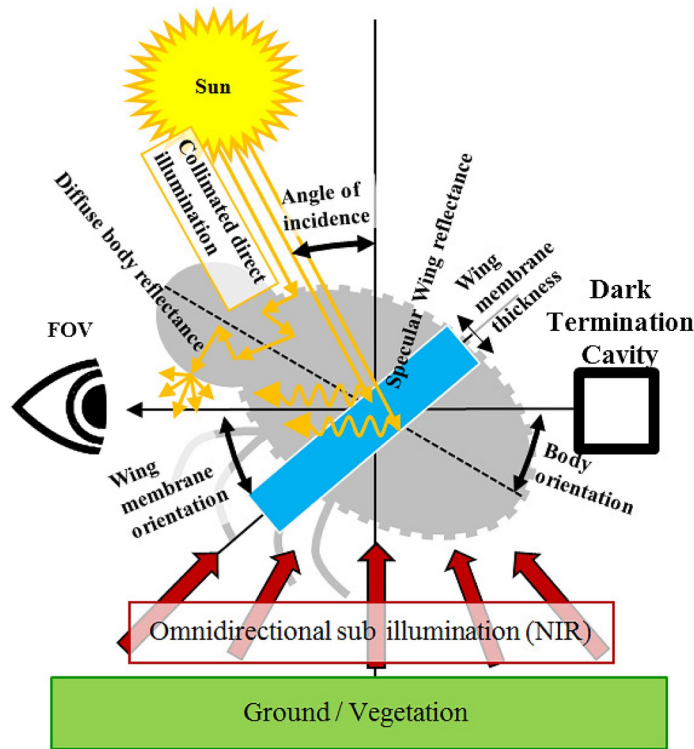 Sun
Collimated direct
illumination
Angle of
incidence
Diffuse body reflectance
Specular Wing reflectance
Wing
membrane
thickness
FOV
Dark
Termination
Cavity
Wing
membrane
orientation
Body
orientation
Omnidirectional sub illumination (NIR)
Ground / Vegetation